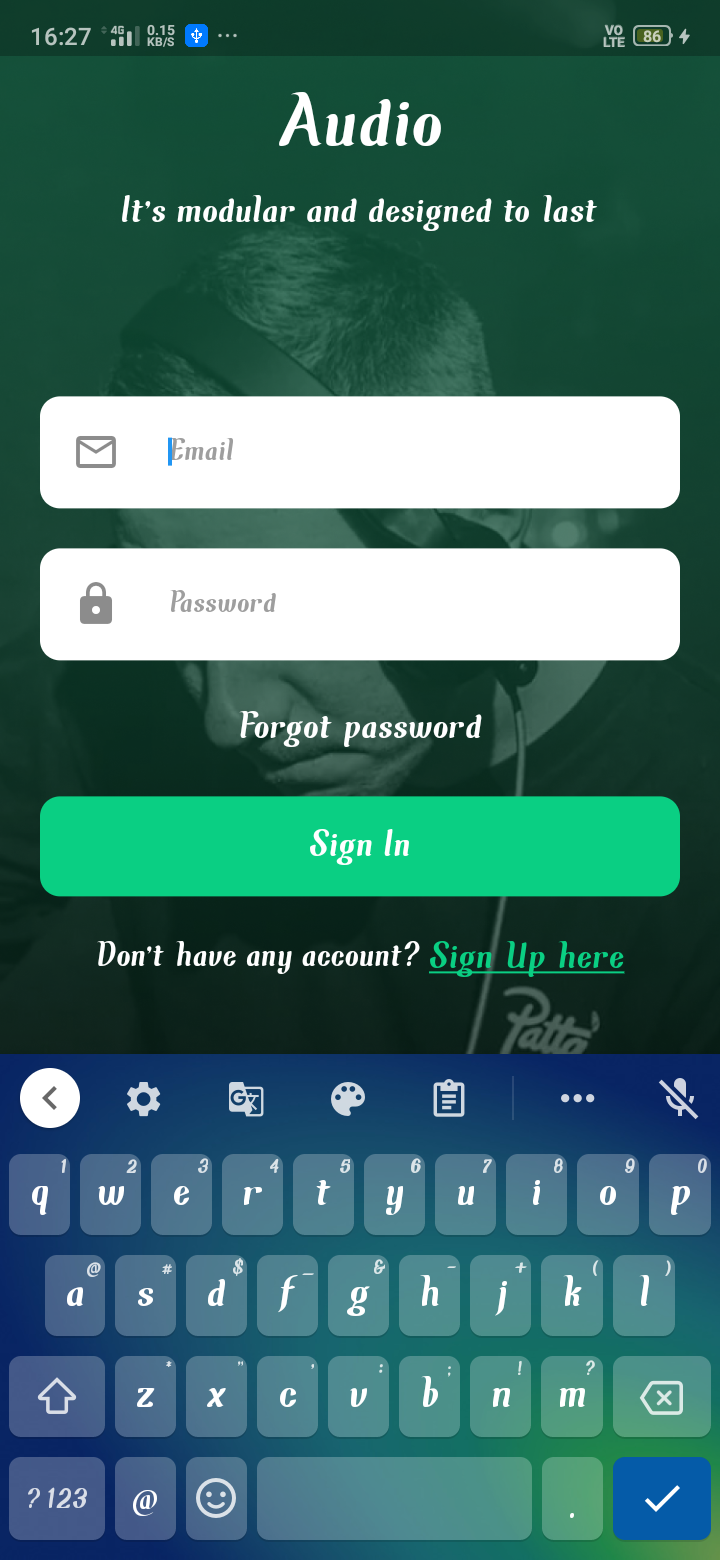 16:27 4G 0.15 KB/S ... VO LTE 86
Audio
It's modular and designed to last
Email
Password
Forgot password
Sign In
Don't have any account? Sign Up here
Patta
G
1 2 3 4 5 6 7 8 9 0
q w e r t y u i o p
@ # $ _ & - + ( )
a s d f g h j k l
* " ' : ; ! ?
z x c v b n m
?123 @ .